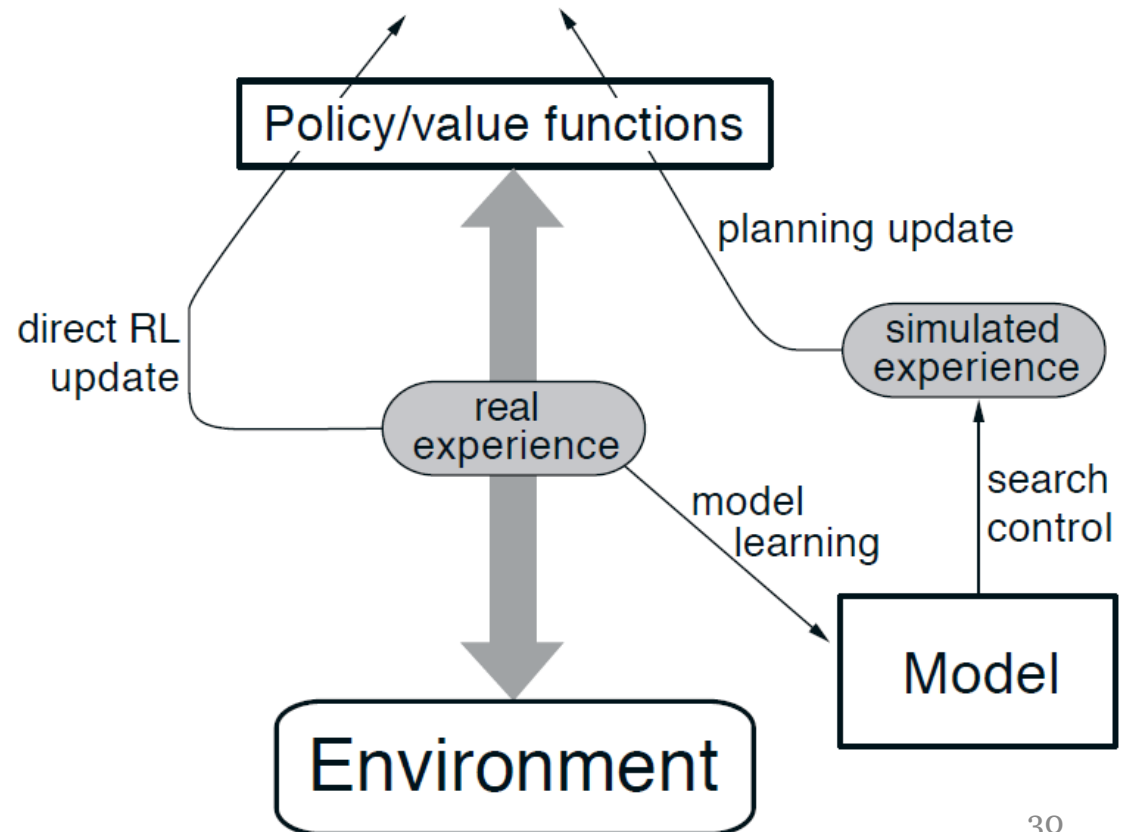 Policy/value functions
planning update
direct RL
update
simulated
experience
real
experience
model
learning
search
control
Model
Environment
30